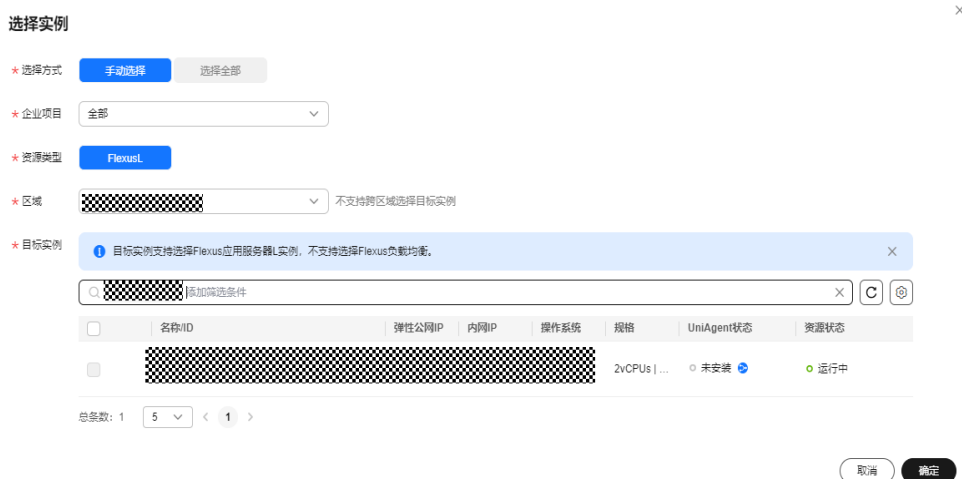 选择实例
* 选择方式 手动选择 选择全部
* 企业项目 全部
* 资源类型 FlexusL
* 区域 不支持跨区域选择目标实例
* 目标实例 目标实例支持选择Flexus应用服务器L实例，不支持选择Flexus负载均衡。
添加筛选条件
名称/ID 弹性公网IP 内网IP 操作系统 规格 UniAgent状态 资源状态
2vCPUs | ... 未安装 运行中
总条数: 1 5 < 1 >
取消 确定